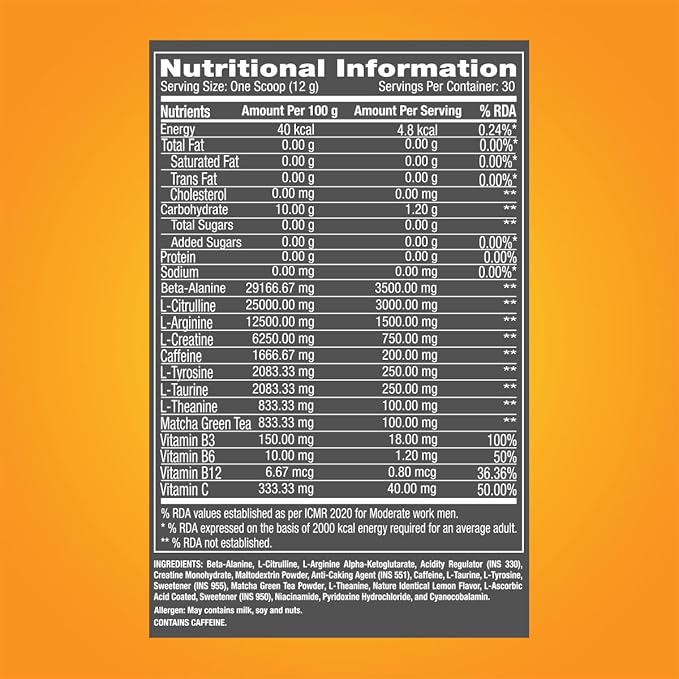 Nutritional Information
Serving Size: One Scoop (12 g) Servings Per Container: 30
Nutrients Amount Per 100 g Amount Per Serving % RDA
Energy 40 kcal 4.8 kcal 0.24%*
Total Fat 0.00 g 0.00 g 0.00%*
Saturated Fat 0.00 g 0.00 g 0.00%*
Trans Fat 0.00 g 0.00 g 0.00%*
Cholesterol 0.00 mg 0.00 mg **
Carbohydrate 10.00 g 1.20 g **
Total Sugars 0.00 g 0.00 g **
Added Sugars 0.00 g 0.00 g 0.00%*
Protein 0.00 g 0.00 g 0.00%
Sodium 0.00 mg 0.00 mg 0.00%*
Beta-Alanine 29166.67 mg 3500.00 mg **
L-Citrulline 25000.00 mg 3000.00 mg **
L-Arginine 12500.00 mg 1500.00 mg **
L-Creatine 6250.00 mg 750.00 mg **
Caffeine 1666.67 mg 200.00 mg **
L-Tyrosine 2083.33 mg 250.00 mg **
L-Taurine 2083.33 mg 250.00 mg **
L-Theanine 833.33 mg 100.00 mg **
Matcha Green Tea 833.33 mg 100.00 mg **
Vitamin B3 150.00 mg 18.00 mg 100%
Vitamin B6 10.00 mg 1.20 mg 50%
Vitamin B12 6.67 mcg 0.80 mcg 36.36%
Vitamin C 333.33 mg 40.00 mg 50.00%
% RDA values established as per ICMR 2020 for Moderate work men.
* % RDA expressed on the basis of 2000 kcal energy required for an average adult.
** % RDA not established.
INGREDIENTS: Beta-Alanine, L-Citrulline, L-Arginine Alpha-Ketoglutarate, Acidity Regulator (INS 330),
Creatine Monohydrate, Maltodextrin Powder, Anti-Caking Agent (INS 551), Caffeine, L-Taurine, L-Tyrosine,
Sweetener (INS 955), Matcha Green Tea Powder, L-Theanine, Nature Identical Lemon Flavor, L-Ascorbic
Acid Coated, Sweetener (INS 950), Niacinamide, Pyridoxine Hydrochloride, and Cyanocobalamin.
Allergen: May contains milk, soy and nuts.
CONTAINS CAFFEINE.